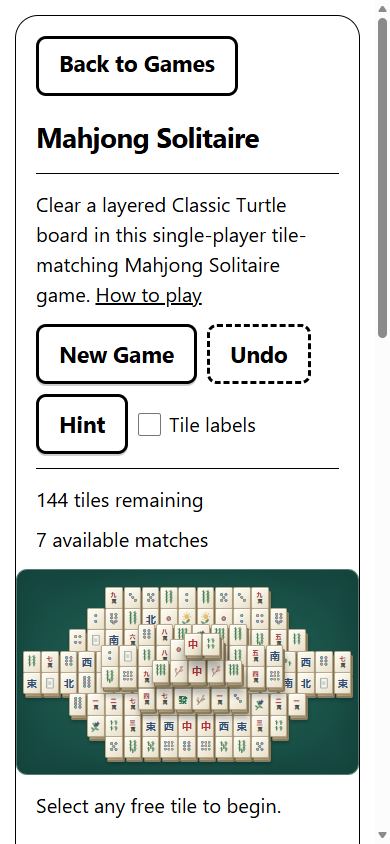 Back to Games
Mahjong Solitaire
Clear a layered Classic Turtle
board in this single-player tile-
matching Mahjong Solitaire
game. How to play
New Game
Undo
Hint
Tile labels
144 tiles remaining
7 available matches
Select any free tile to begin.